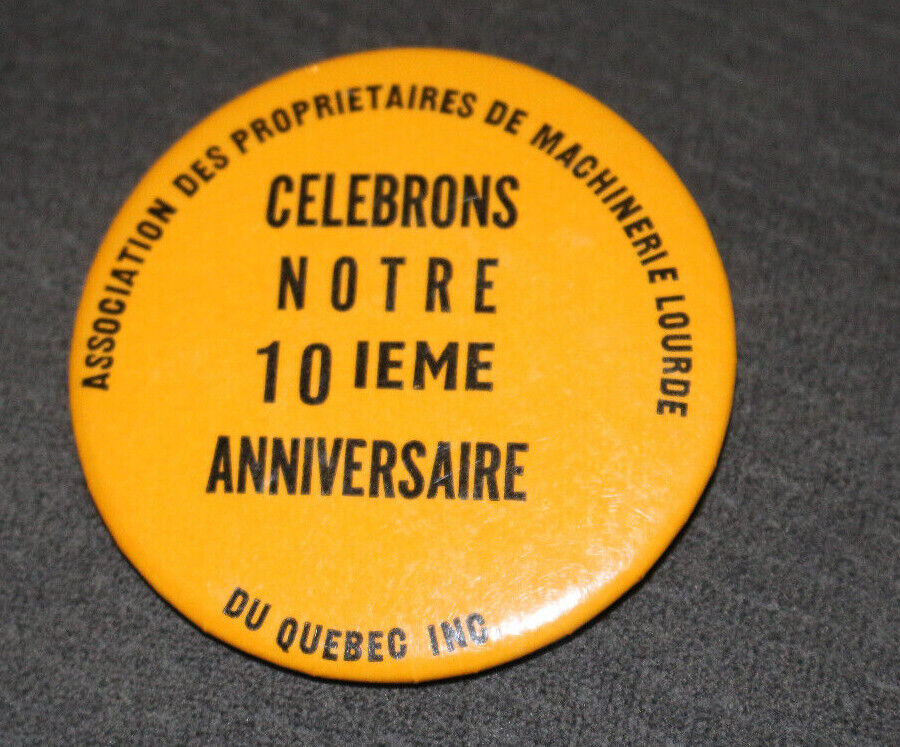 ASSOCIATION DES PROPRIETAIRES DE MACHINERIE LOURDE
CELEBRONS
NOTRE
10 IEME
ANNIVERSAIRE
DU QUEBEC INC.